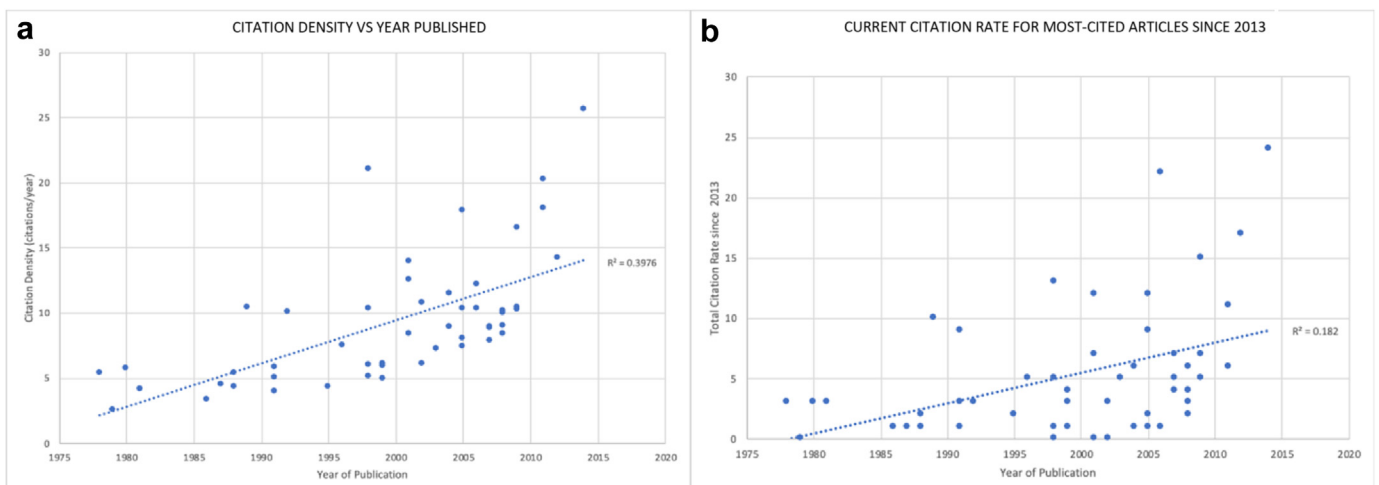 a
CITATION DENSITY VS YEAR PUBLISHED
30
25
20
15
10
5
0
Citation Density (citations/year)
R² = 0.3976
1975 1980 1985 1990 1995 2000 2005 2010 2015 2020
Year of Publication
b
CURRENT CITATION RATE FOR MOST-CITED ARTICLES SINCE 2013
30
25
20
15
10
5
0
Total Citation Rate since 2013
R² = 0.182
1975 1980 1985 1990 1995 2000 2005 2010 2015 2020
Year of Publication